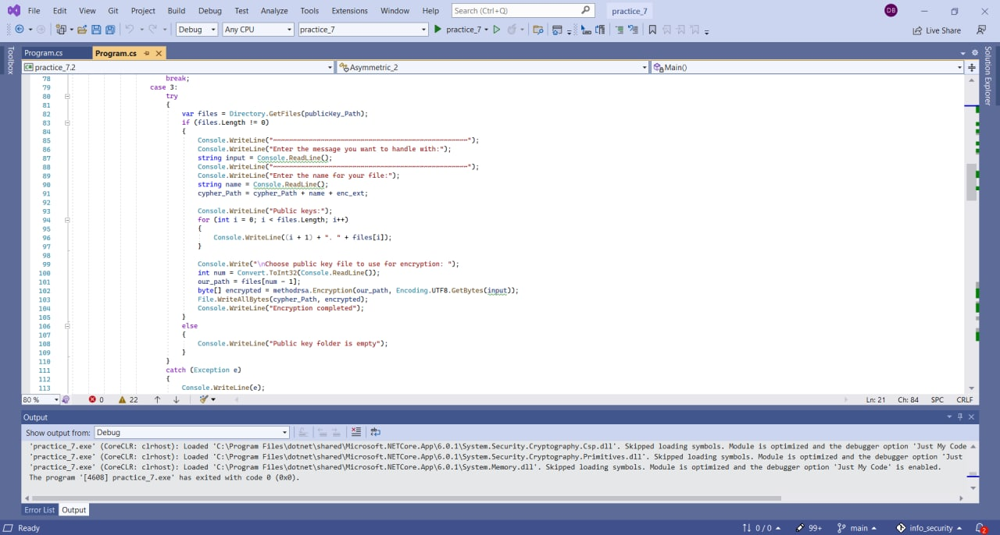 File Edit View Git Project Build Debug Test Analyze Tools Extensions Window Help Search (Ctrl+Q) practice_7 DB
Debug Any CPU practice_7 practice_7 Live Share
Toolbox
Program.cs Program.cs
Solution Explorer
practice_7.2 Asymmetric_2 Main()
78 break;
79 case 3:
80 try
81 {
82 var files = Directory.GetFiles(publicKey_Path);
83 if (files.Length != 0)
84 {
85 Console.WriteLine("~~~~~~~~~~~~~~~~~~~~~~~~~~~~~~~~~~~~~~~~~~~~~~~~~");
86 Console.WriteLine("Enter the message you want to handle with:");
87 string input = Console.ReadLine();
88 Console.WriteLine("~~~~~~~~~~~~~~~~~~~~~~~~~~~~~~~~~~~~~~~~~~~~~~~~~");
89 Console.WriteLine("Enter the name for your file:");
90 string name = Console.ReadLine();
91 cypher_Path = cypher_Path + name + enc_ext;
92
93 Console.WriteLine("Public keys:");
94 for (int i = 0; i < files.Length; i++)
95 {
96 Console.WriteLine((i + 1) + ". " + files[i]);
97 }
98
99 Console.Write("\nChoose public key file to use for encryption: ");
100 int num = Convert.ToInt32(Console.ReadLine());
101 our_path = files[num - 1];
102 byte[] encrypted = methodrsa.Encryption(our_path, Encoding.UTF8.GetBytes(input));
103 File.WriteAllBytes(cypher_Path, encrypted);
104 Console.WriteLine("Encryption completed");
105 }
106 else
107 {
108 Console.WriteLine("Public key folder is empty");
109 }
110 }
111 catch (Exception e)
112 {
113 Console.WriteLine(e);
80 % 0 22 Ln: 21 Ch: 84 SPC CRLF
Output
Show output from: Debug
'practice_7.exe' (CoreCLR: clrhost): Loaded 'C:\Program Files\dotnet\shared\Microsoft.NETCore.App\6.0.1\System.Security.Cryptography.Csp.dll'. Skipped loading symbols. Module is optimized and the debugger option 'Just My Code
'practice_7.exe' (CoreCLR: clrhost): Loaded 'C:\Program Files\dotnet\shared\Microsoft.NETCore.App\6.0.1\System.Security.Cryptography.Primitives.dll'. Skipped loading symbols. Module is optimized and the debugger option 'Just
'practice_7.exe' (CoreCLR: clrhost): Loaded 'C:\Program Files\dotnet\shared\Microsoft.NETCore.App\6.0.1\System.Memory.dll'. Skipped loading symbols. Module is optimized and the debugger option 'Just My Code' is enabled.
The program '[4608] practice_7.exe' has exited with code 0 (0x0).
Error List Output
Ready 0 / 0 99+ main info_security 2